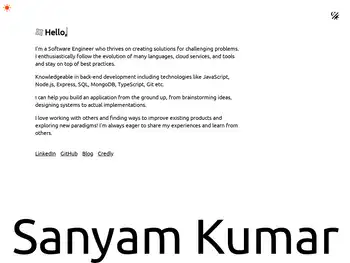 Hello,
I'm a Software Engineer who thrives on creating solutions for challenging problems.
I enthusiastically follow the evolution of many languages, cloud services, and tools
and stay on top of best practices.
Knowledgeable in back-end development including technologies like JavaScript,
Node.js, Express, SQL, MongoDB, TypeScript, Git etc.
I can help you build an application from the ground up, from brainstorming ideas,
designing systems to actual implementations.
I love working with others and finding ways to improve existing products and
exploring new paradigms! I'm always eager to share my experiences and learn from
others.
LinkedIn GitHub Blog Credly
Sanyam Kumar